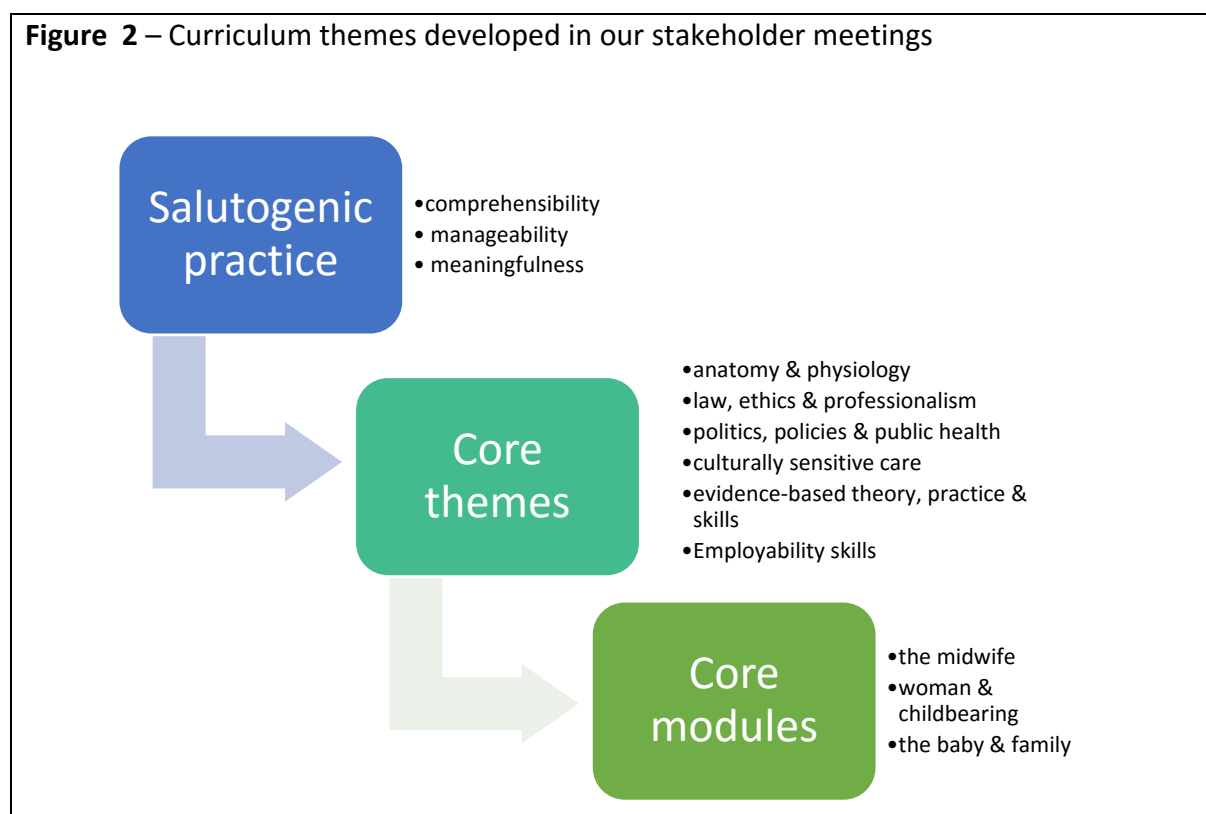 Figure 2 – Curriculum themes developed in our stakeholder meetings
Salutogenic
practice
•comprehensibility
• manageability
• meaningfulness
Core
themes
•anatomy & physiology
•law, ethics & professionalism
•politics, policies & public health
•culturally sensitive care
•evidence-based theory, practice &
skills
•Employability skills
Core
modules
•the midwife
•woman &
childbearing
•the baby & family